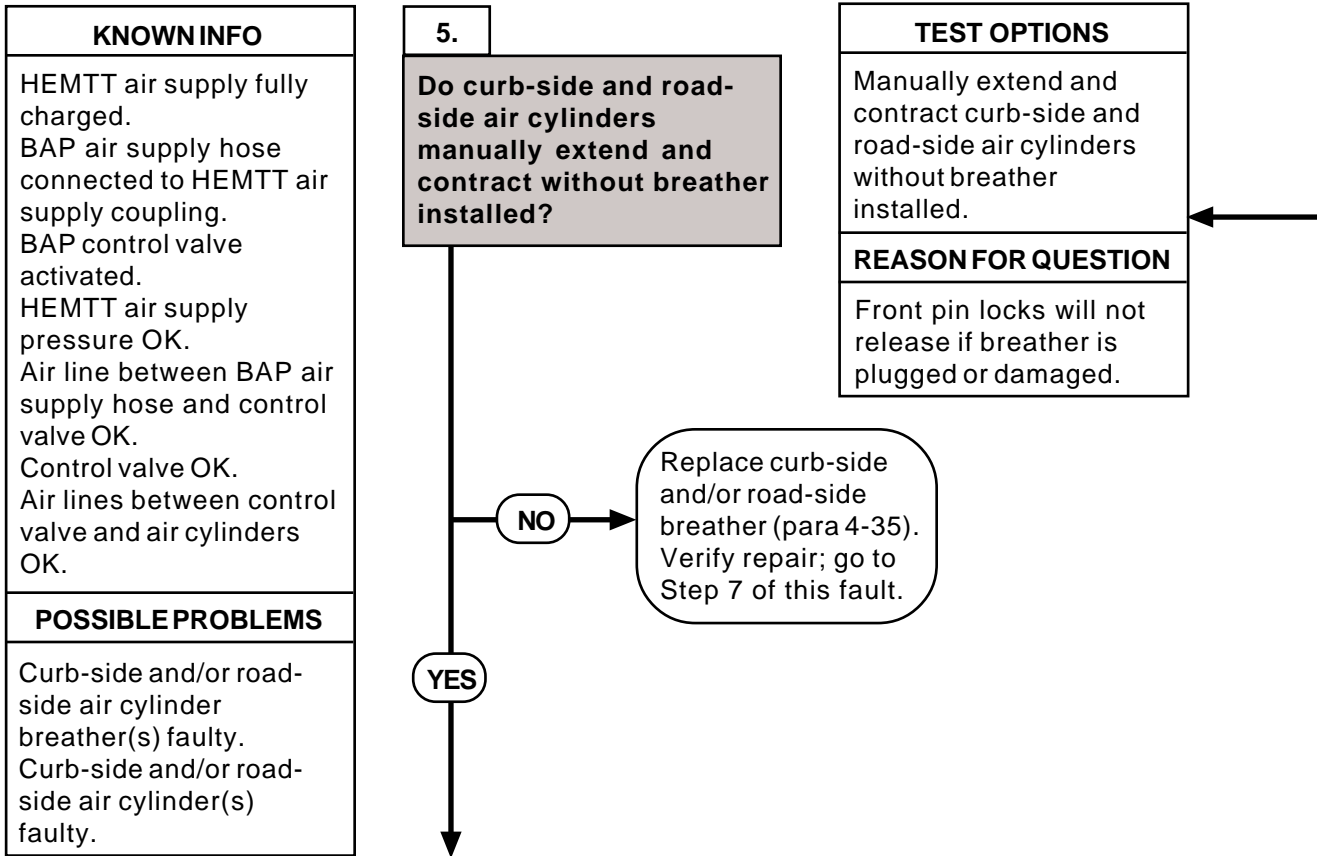 KNOWN INFO
HEMTT air supply fully
charged.
BAP air supply hose
connected to HEMTT air
supply coupling.
BAP control valve
activated.
HEMTT air supply
pressure OK.
Air line between BAP air
supply hose and control
valve OK.
Control valve OK.
Air lines between control
valve and air cylinders
OK.
POSSIBLE PROBLEMS
Curb-side and/or road-
side air cylinder
breather(s) faulty.
Curb-side and/or road-
side air cylinder(s)
faulty.
5.
Do curb-side and road-
side air cylinders
manually extend and
contract without breather
installed?
NO
Replace curb-side
and/or road-side
breather (para 4-35).
Verify repair; go to
Step 7 of this fault.
YES
TEST OPTIONS
Manually extend and
contract curb-side and
road-side air cylinders
without breather
installed.
REASON FOR QUESTION
Front pin locks will not
release if breather is
plugged or damaged.